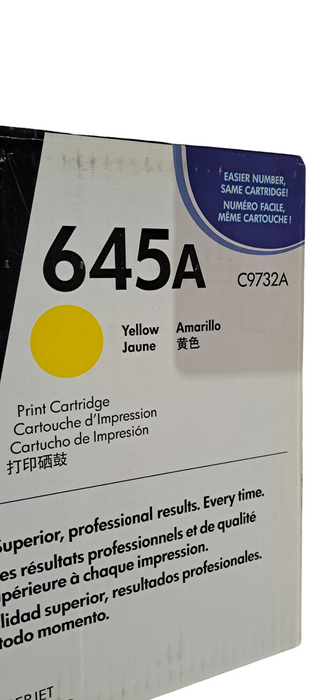 EASIER NUMBER,
SAME CARTRIDGE!
NUMÉRO FACILE,
MÊME CARTOUCHE !
645A
C9732A
Yellow Amarillo
Jaune 黄色
Print Cartridge
Cartouche d'Impression
Cartucho de Impresión
打印硒鼓
Superior, professional results. Every time.
es résultats professionnels et de qualité
périeure à chaque impression.
lidad superior, resultados profesionales.
todo momento.